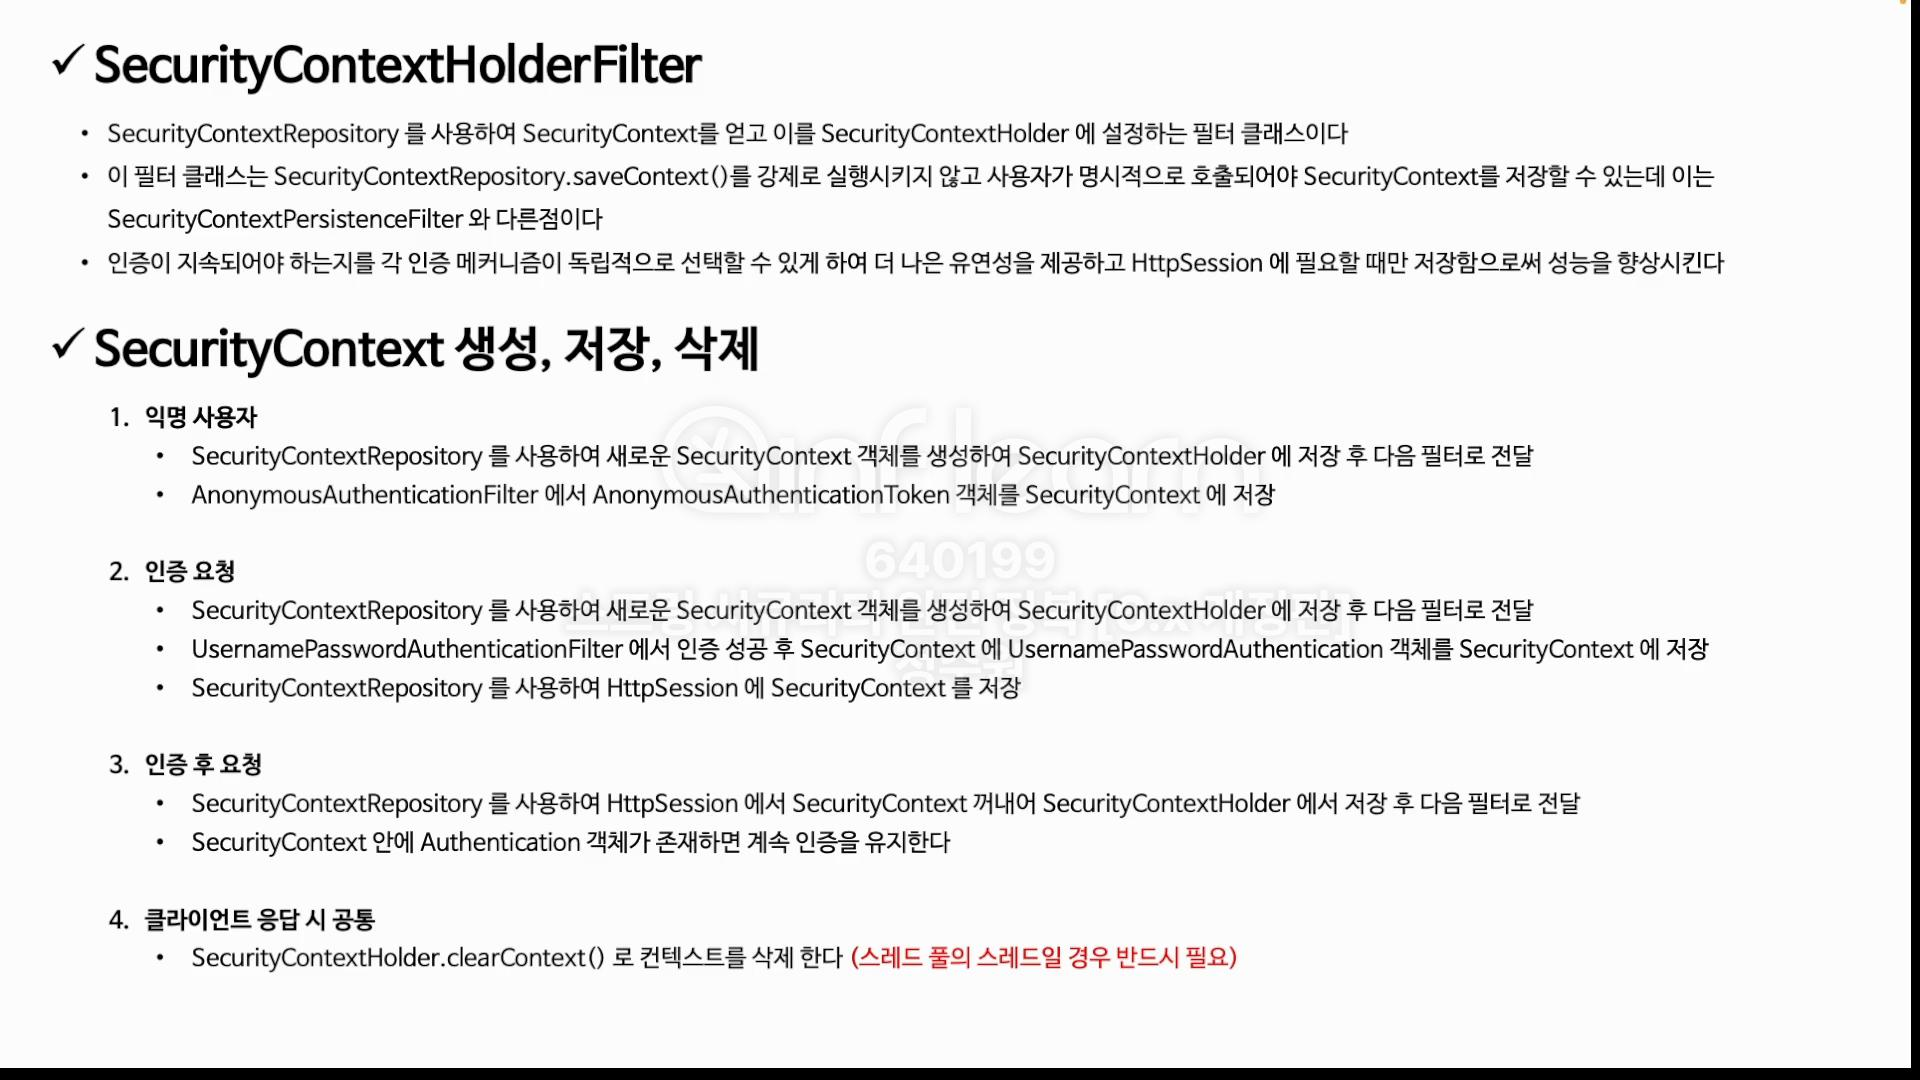 ✓ SecurityContextHolderFilter
• SecurityContextRepository 를 사용하여 SecurityContext를 얻고 이를 SecurityContextHolder 에 설정하는 필터 클래스이다
• 이 필터 클래스는 SecurityContextRepository.saveContext()를 강제로 실행시키지 않고 사용자가 명시적으로 호출되어야 SecurityContext를 저장할 수 있는데 이는
SecurityContextPersistenceFilter 와 다른점이다
• 인증이 지속되어야 하는지를 각 인증 메커니즘이 독립적으로 선택할 수 있게 하여 더 나은 유연성을 제공하고 HttpSession 에 필요할 때만 저장함으로써 성능을 향상시킨다
✓ SecurityContext 생성, 저장, 삭제
1. 익명 사용자
• SecurityContextRepository 를 사용하여 새로운 SecurityContext 객체를 생성하여 SecurityContextHolder 에 저장 후 다음 필터로 전달
• AnonymousAuthenticationFilter 에서 AnonymousAuthenticationToken 객체를 SecurityContext 에 저장
inflearn
640199
2. 인증 요청
• SecurityContextRepository 를 사용하여 새로운 SecurityContext 객체를 생성하여 SecurityContextHolder 에 저장 후 다음 필터로 전달
• UsernamePasswordAuthenticationFilter 에서 인증 성공 후 SecurityContext 에 UsernamePasswordAuthentication 객체를 SecurityContext 에 저장
• SecurityContextRepository 를 사용하여 HttpSession 에 SecurityContext 를 저장
3. 인증 후 요청
• SecurityContextRepository 를 사용하여 HttpSession 에서 SecurityContext 꺼내어 SecurityContextHolder 에서 저장 후 다음 필터로 전달
• SecurityContext 안에 Authentication 객체가 존재하면 계속 인증을 유지한다
4. 클라이언트 응답 시 공통
• SecurityContextHolder.clearContext() 로 컨텍스트를 삭제 한다 (스레드 풀의 스레드일 경우 반드시 필요)